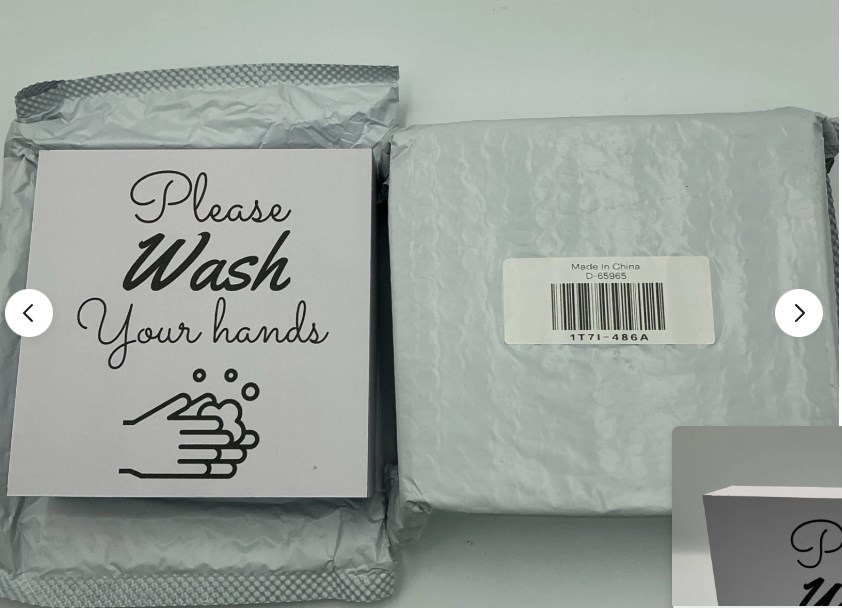 Please
Wash
Your hands
Made In China
D-65965
1T7I-486A
P